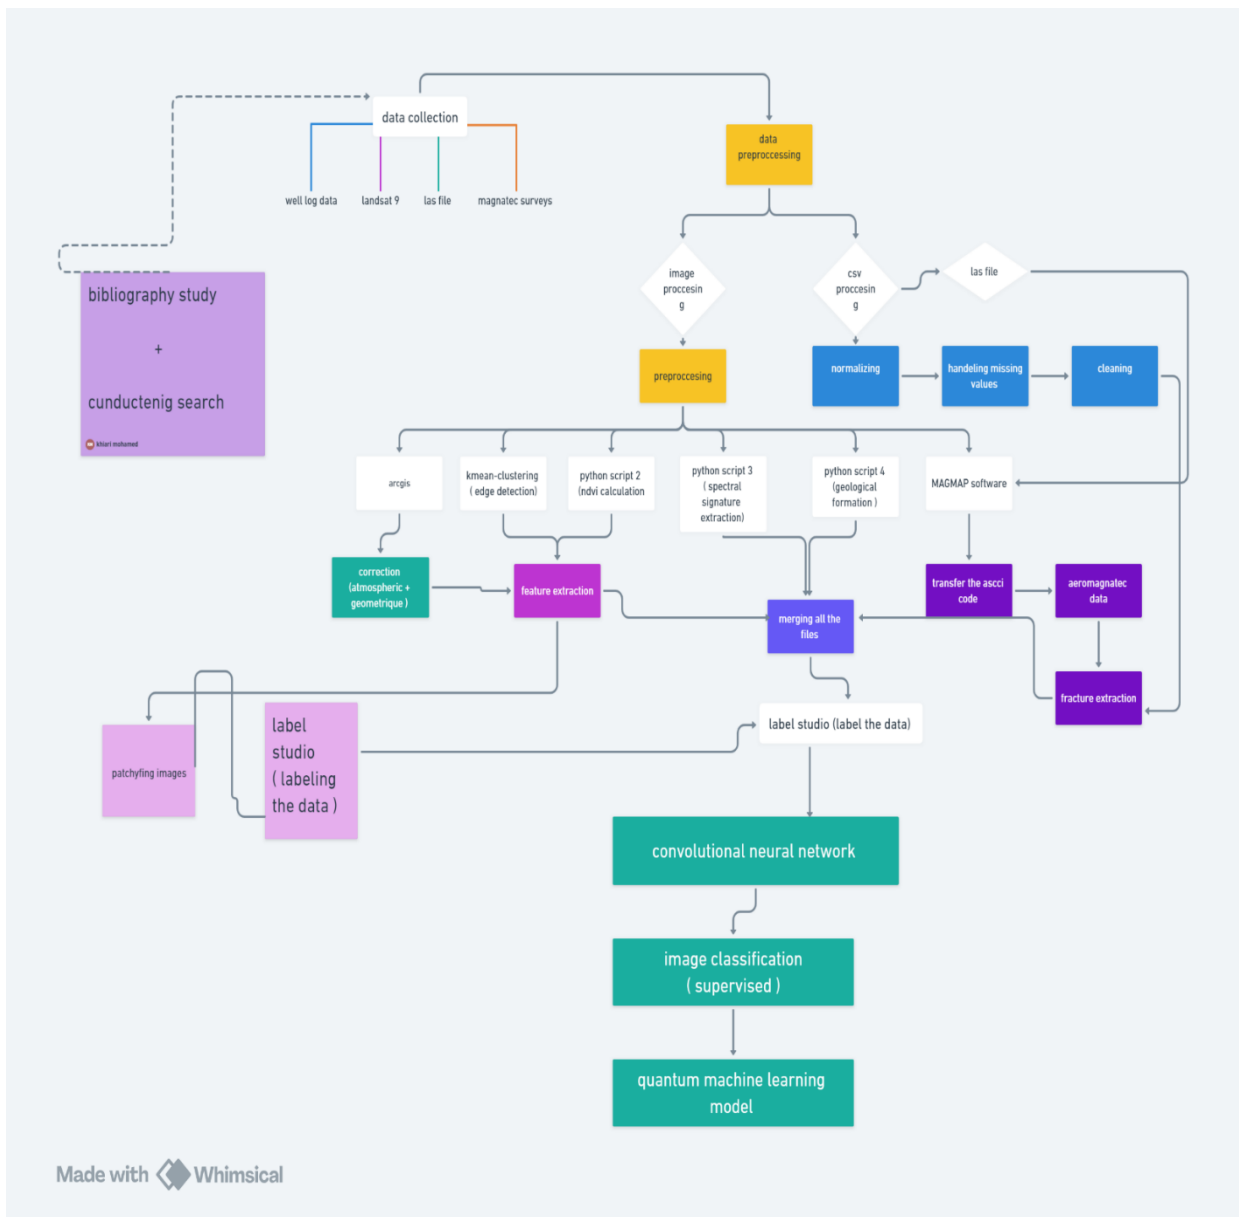 data collection
well log data
landsat 9
las file
magnatec surveys
data
preproccessing
bibliography study
+
cunductenig search
khiari mohamed
image
proccesin
g
csv
proccesin
g
las file
preproccesing
normalizing
handeling missing
values
cleaning
arcgis
kmean-clustering
( edge detection)
python script 2
(ndvi calculation
python script 3
( spectral
signature
extraction)
python script 4
(geological
formation )
MAGMAP software
correction
(atmospheric +
geometrique )
feature extraction
merging all the
files
transfer the ascci
code
aeromagnatec
data
fracture extraction
patchyfing images
label
studio
( labeling
the data )
label studio (label the data)
convolutional neural network
image classification
( supervised )
quantum machine learning
model
Made with Whimsical